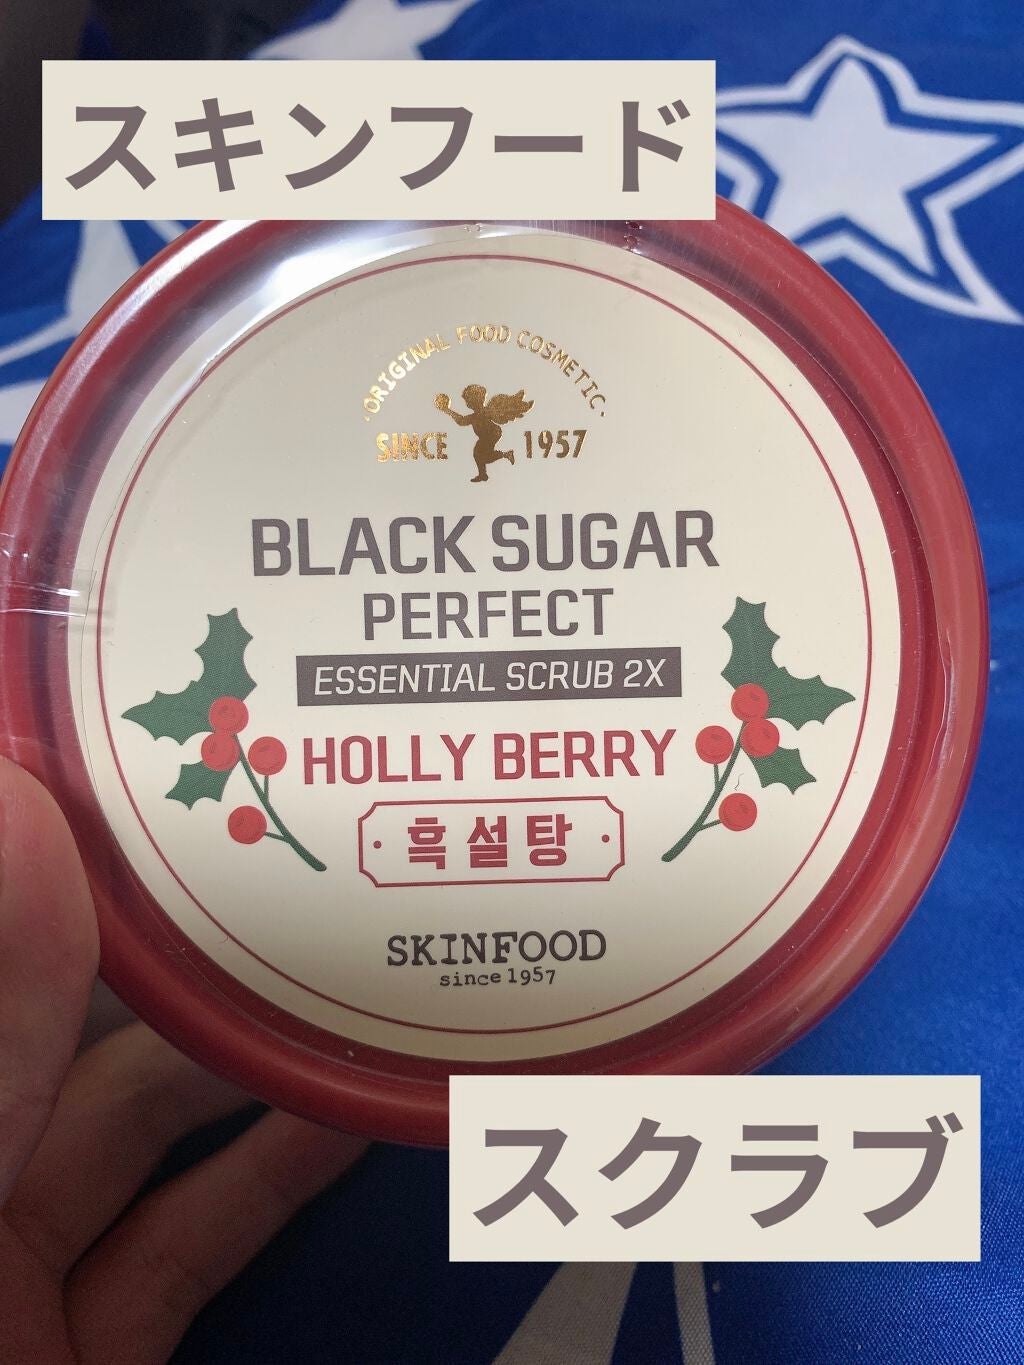 スキンフード
ORIGINAL FOOD COSMETIC
SINCE 1957
BLACK SUGAR
PERFECT
ESSENTIAL SCRUB 2X
HOLLY BERRY
흑설탕
SKINFOOD
since 1957
スクラブ